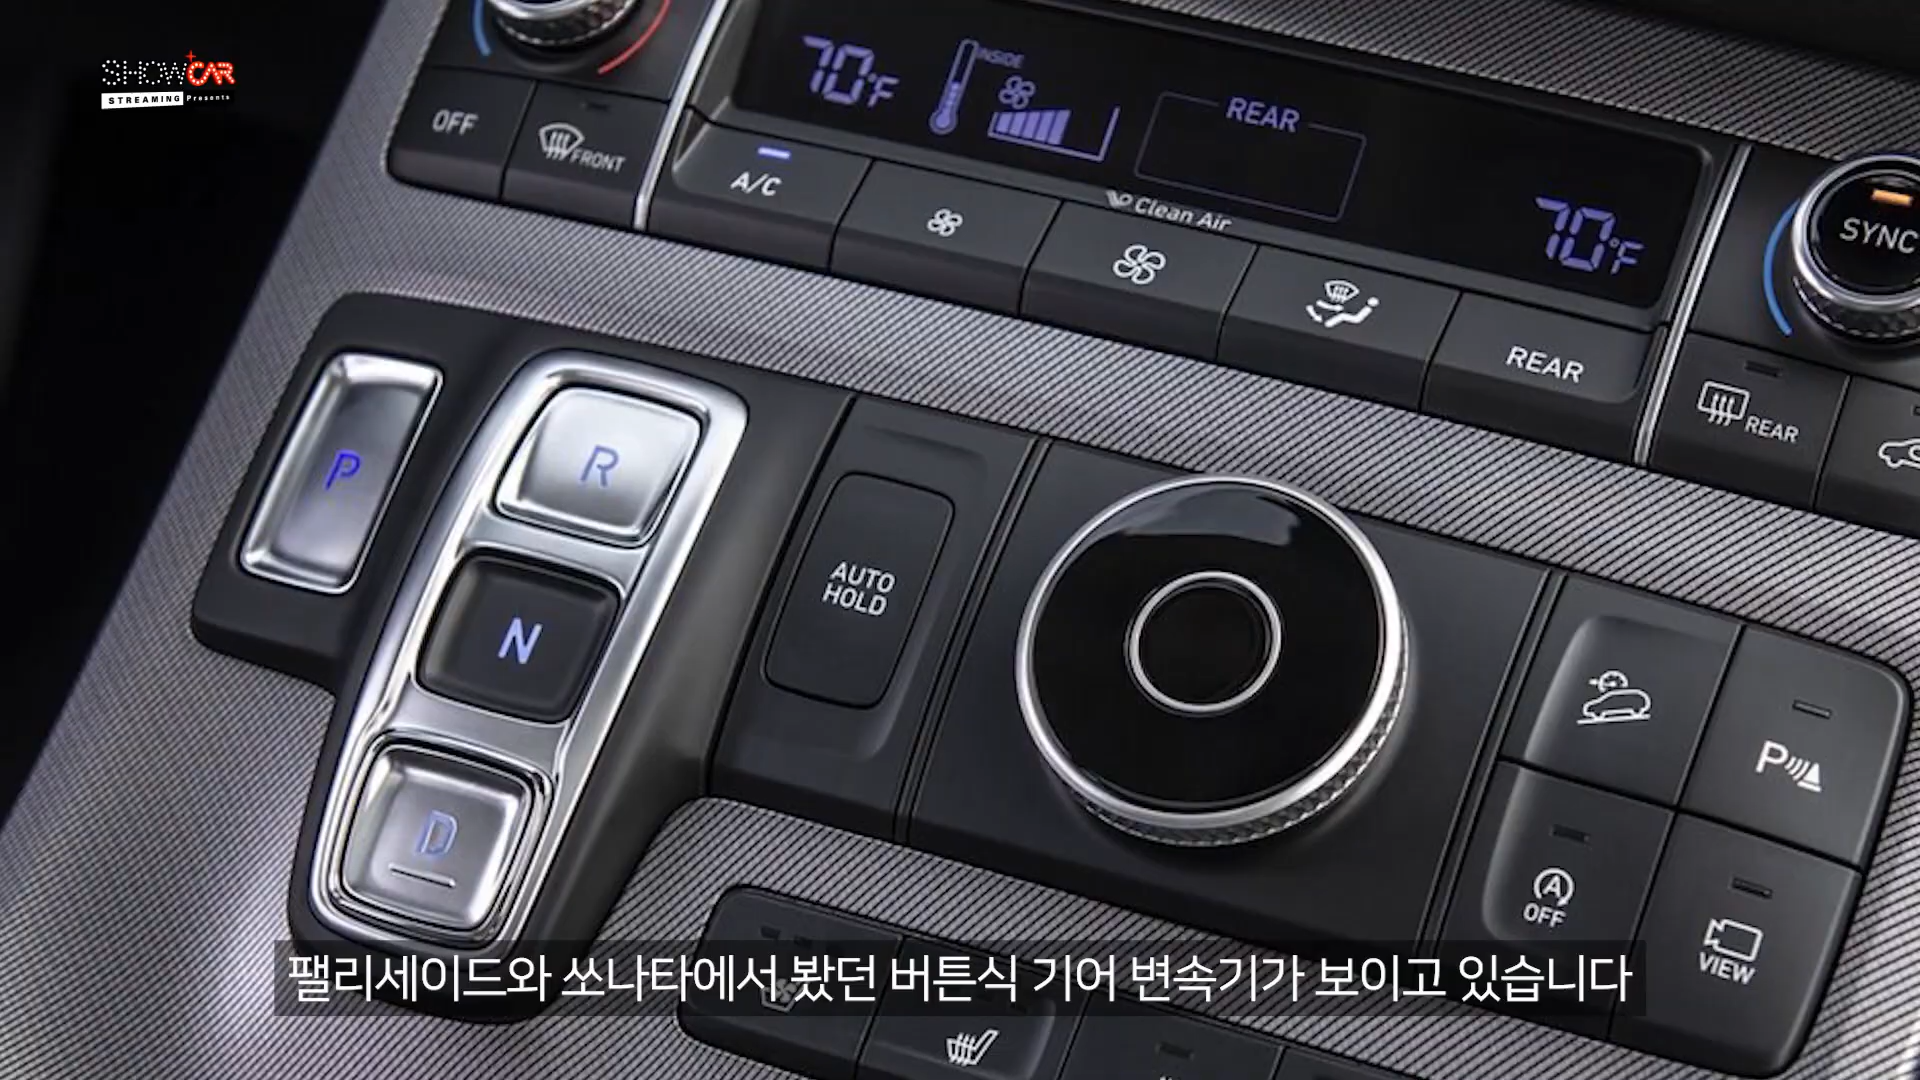 SHOWCAR
STREAMING Presents
70°F
INSIDE
REAR
70°F
OFF
FRONT
A/C
Clean Air
SYNC
REAR
REAR
P
R
N
D
AUTO
HOLD
P
A
OFF
VIEW
팰리세이드와 쏘나타에서 봤던 버튼식 기어 변속기가 보이고 있습니다